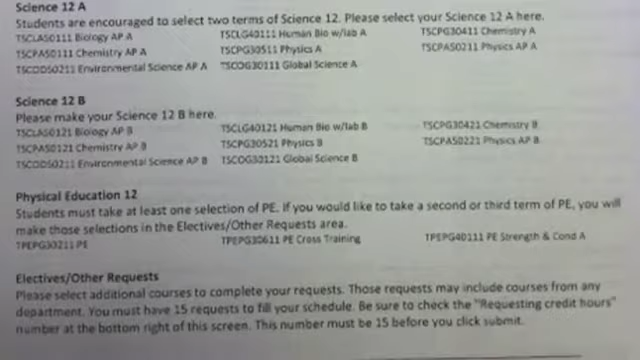 Science 12 A
Students are encouraged to select two terms of Science 12. Please select your Science 12 A here.
TSCLA50111 Biology AP A TSCLG40111 Human Bio w/lab A TSCPG30411 Chemistry A
TSCPA50111 Chemistry AP A TSCPG30511 Physics A TSCPA50211 Physics AP A
TSCOD50211 Environmental Science AP A TSCOG30111 Global Science A
Science 12 B
Please make your Science 12 B here.
TSCLA50121 Biology AP B TSCLG40121 Human Bio w/lab B TSCPG30421 Chemistry B
TSCPA50121 Chemistry AP B TSCPG30521 Physics B TSCPA50221 Physics AP B
TSCOD50221 Environmental Science AP B TSCOG30121 Global Science B
Physical Education 12
Students must take at least one selection of PE. If you would like to take a second or third term of PE, you will
make those selections in the Electives/Other Requests area.
TPEPG30211 PE TPEPG30611 PE Cross Training TPEPG40111 PE Strength & Cond A
Electives/Other Requests
Please select additional courses to complete your requests. Those requests may include courses from any
department. You must have 15 requests to fill your schedule. Be sure to check the "Requesting credit hours"
number at the bottom right of this screen. This number must be 15 before you click submit.